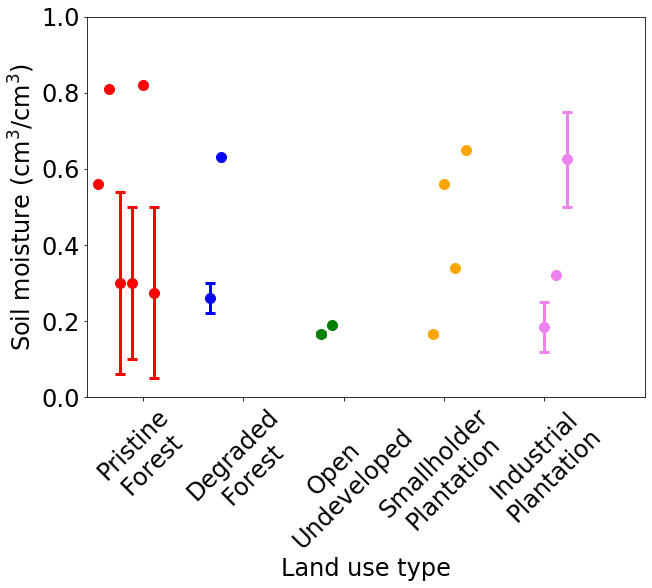 1.0
0.8
0.6
0.4
0.2
0.0
Soil moisture (cm³/cm³)
Pristine
Forest
Degraded
Forest
Open
Undeveloped
Smallholder
Plantation
Industrial
Plantation
Land use type